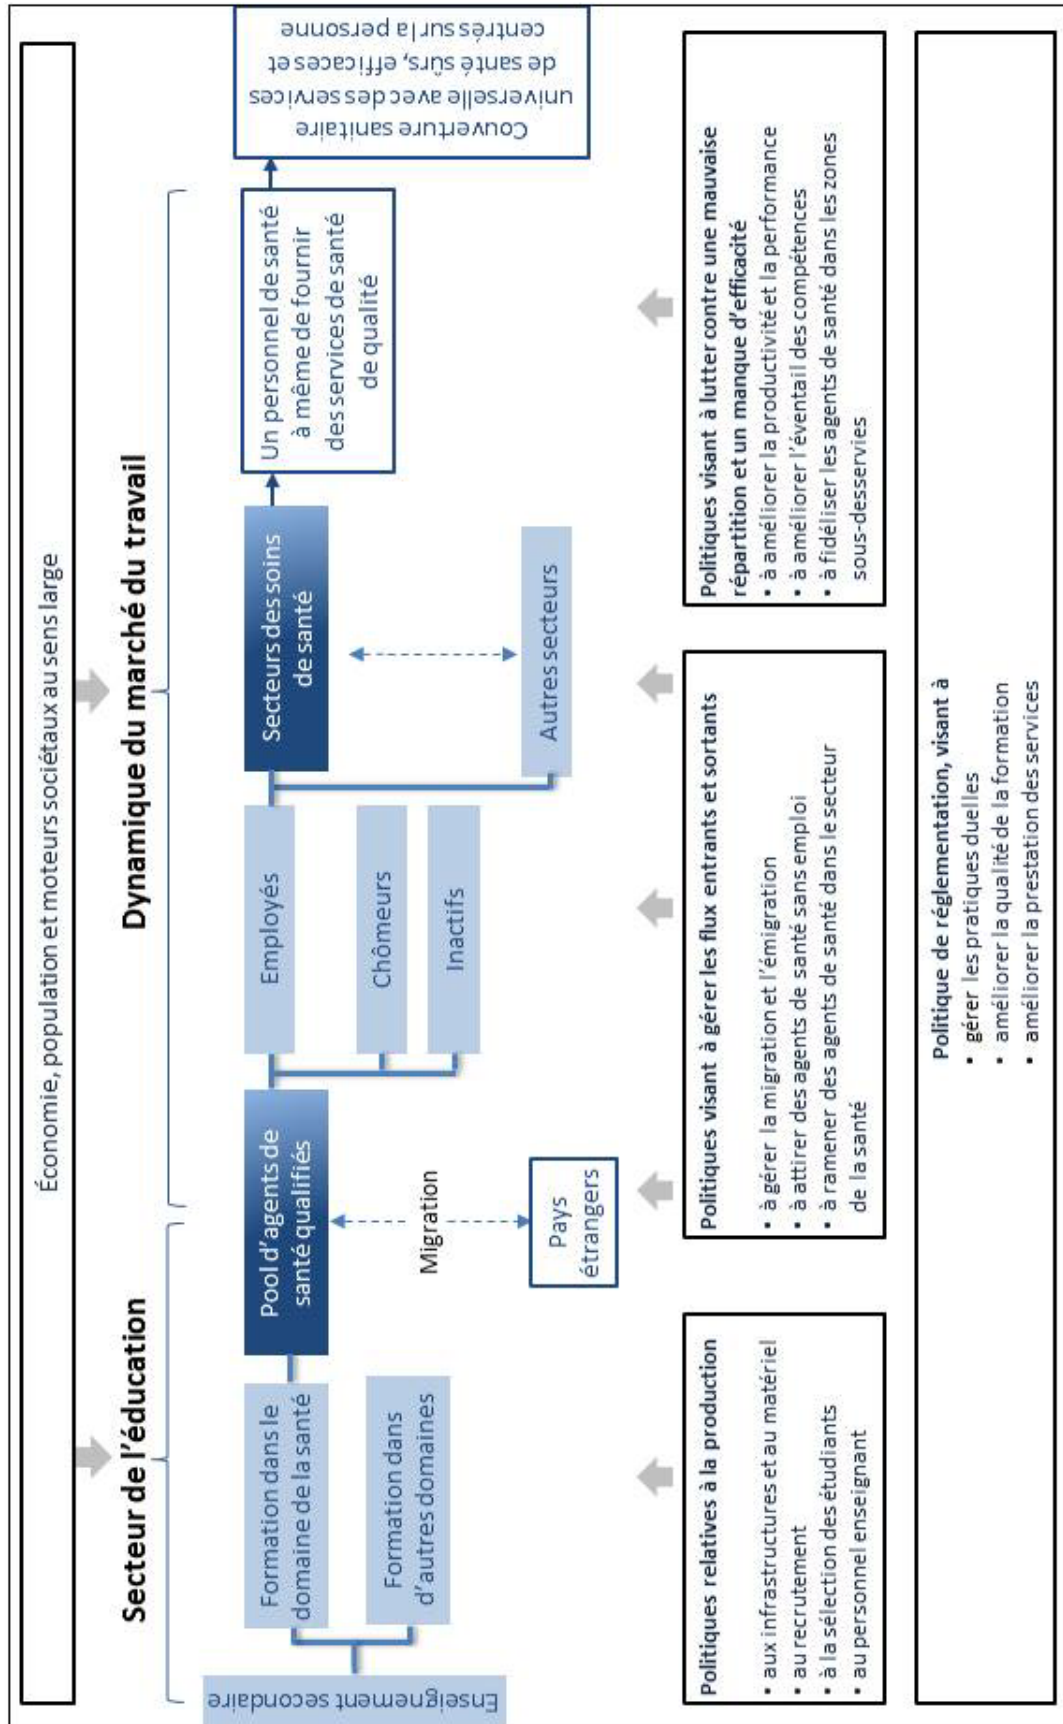 Économie, population et moteurs sociétaux au sens large
Secteur de l'éducation
Dynamique du marché du travail
Enseignement secondaire
Formation dans le
domaine de la santé
Formation dans
d'autres domaines
Pool d'agents de
santé qualifiés
Migration
Pays
étrangers
Employés
Chômeurs
Inactifs
Secteurs des soins
de santé
Autres secteurs
Un personnel de santé
à même de fournir
des services de santé
de qualité
Couverture sanitaire
universelle avec des services
de santé sûrs, efficaces et
centrés sur la personne
Politiques relatives à la production
▪ aux infrastructures et au matériel
▪ au recrutement
▪ à la sélection des étudiants
▪ au personnel enseignant
Politiques visant à gérer les flux entrants et sortants
▪ à gérer la migration et l'émigration
▪ à attirer des agents de santé sans emploi
▪ à ramener des agents de santé dans le secteur
de la santé
Politiques visant à lutter contre une mauvaise
répartition et un manque d'efficacité
▪ à améliorer la productivité et la performance
▪ à améliorer l'éventail des compétences
▪ à fidéliser les agents de santé dans les zones
sous-desservies
Politique de réglementation, visant à
▪ gérer les pratiques duelles
▪ améliorer la qualité de la formation
▪ améliorer la prestation des services